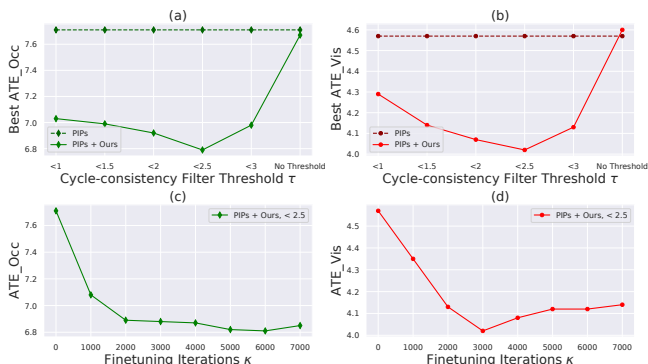 (a)
Best ATE_Occ
7.6
7.4
7.2
7.0
6.8
PIPs
PIPs + Ours
<1
<1.5
<2
<2.5
<3
No Threshold
Cycle-consistency Filter Threshold τ
(b)
Best ATE_Vis
4.6
4.5
4.4
4.3
4.2
4.1
4.0
PIPs
PIPs + Ours
<1
<1.5
<2
<2.5
<3
No Threshold
Cycle-consistency Filter Threshold τ
(c)
ATE_Occ
7.6
7.4
7.2
7.0
6.8
PIPs + Ours, < 2.5
0
1000
2000
3000
4000
5000
6000
7000
Finetuning Iterations κ
(d)
ATE_Vis
4.5
4.4
4.3
4.2
4.1
4.0
PIPs + Ours, < 2.5
0
1000
2000
3000
4000
5000
6000
7000
Finetuning Iterations κ